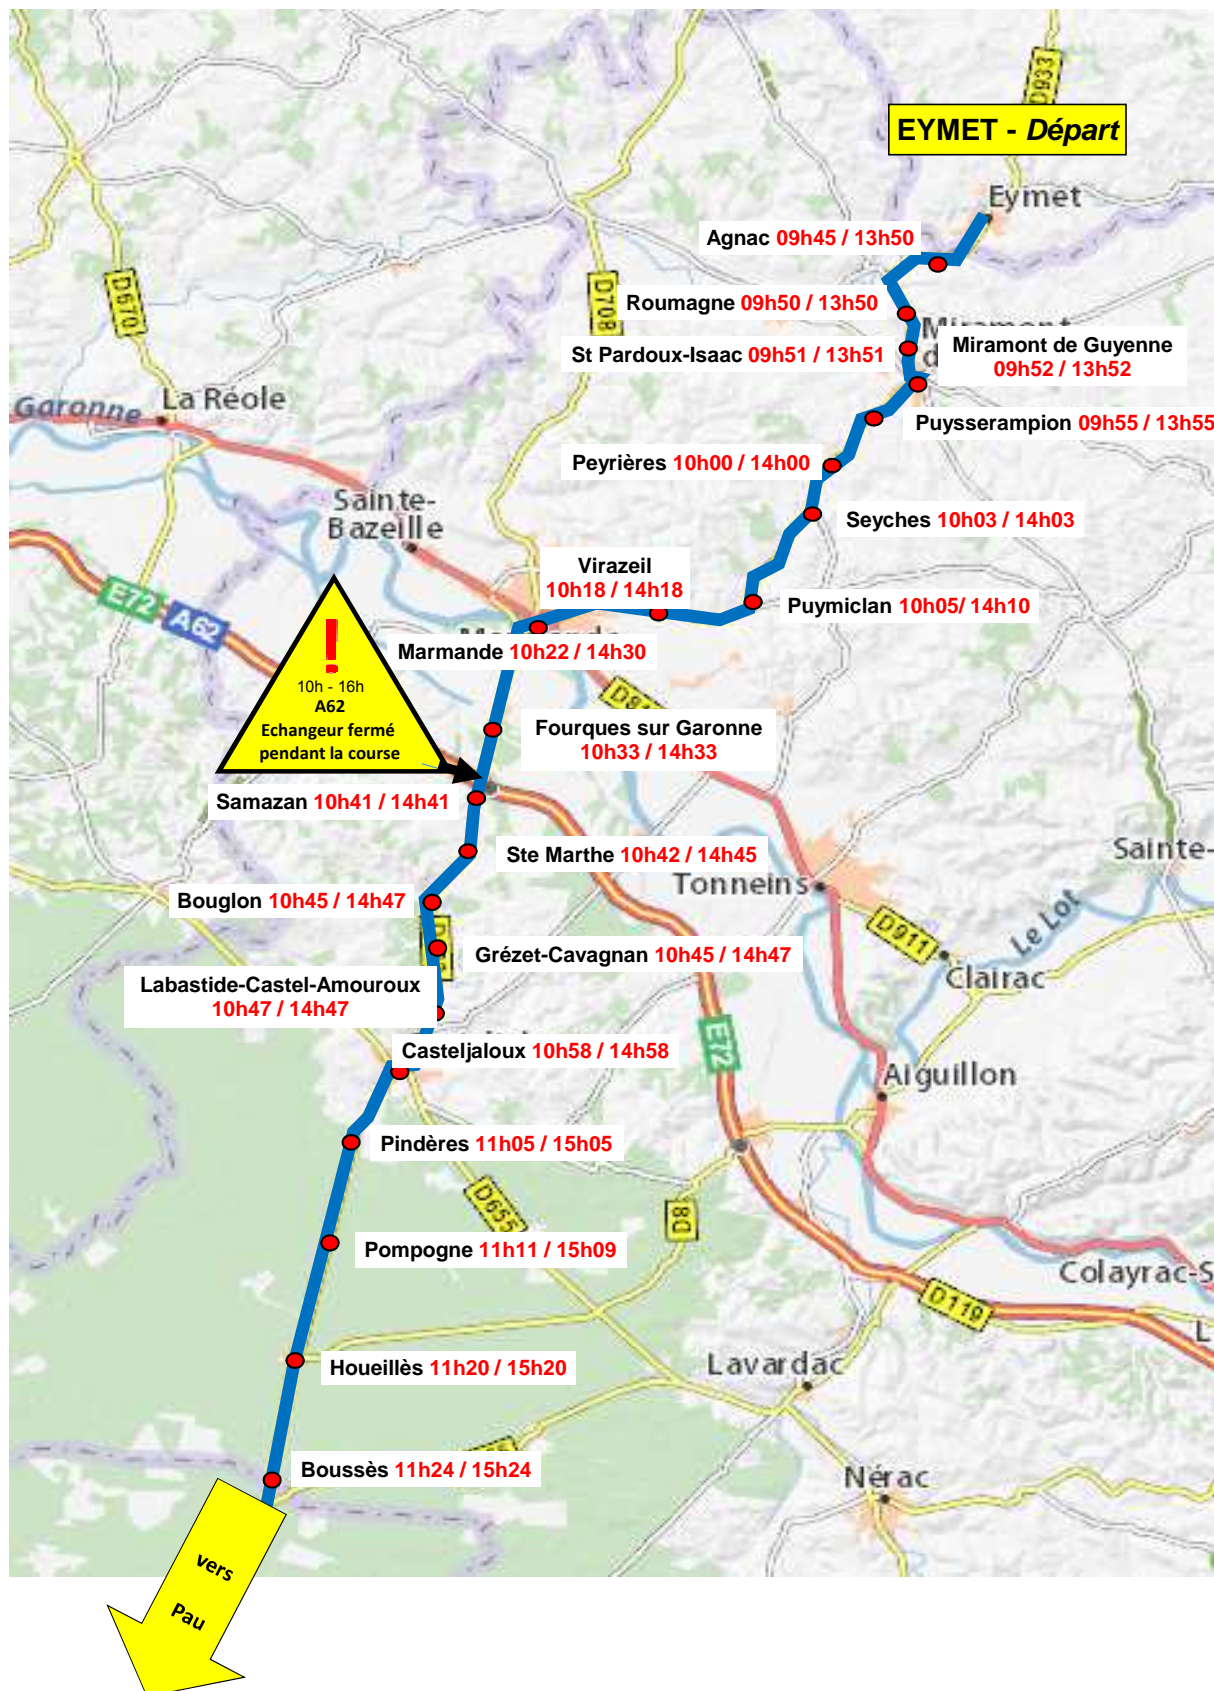 D933
EYMET - Départ
Eymet
Agnac 09h45 / 13h50
D670
D708
Roumagne 09h50 / 13h50
Miramont de Guyenne
09h52 / 13h52
St Pardoux-Isaac 09h51 / 13h51
La Réole
Garonne
Puysserampion 09h55 / 13h55
Peyrières 10h00 / 14h00
Sainte-
Bazeille
Seyches 10h03 / 14h03
Virazeil
10h18 / 14h18
E72
A62
Puymiclan 10h05/ 14h10
Marmande 10h22 / 14h30
!
10h - 16h
A62
Echangeur fermé
pendant la course
Fourques sur Garonne
10h33 / 14h33
Samazan 10h41 / 14h41
Ste Marthe 10h42 / 14h45
Sainte-
Tonneins
Bouglon 10h45 / 14h47
D911
Le Lot
Grézet-Cavagnan 10h45 / 14h47
Clairac
Labastide-Castel-Amouroux
10h47 / 14h47
E72
Casteljaloux 10h58 / 14h58
Aiguillon
Pindères 11h05 / 15h05
D655
D8
Pompogne 11h11 / 15h09
Colayrac-S
D119
L
Houeillès 11h20 / 15h20
Lavardac
Boussès 11h24 / 15h24
Nérac
vers
Pau